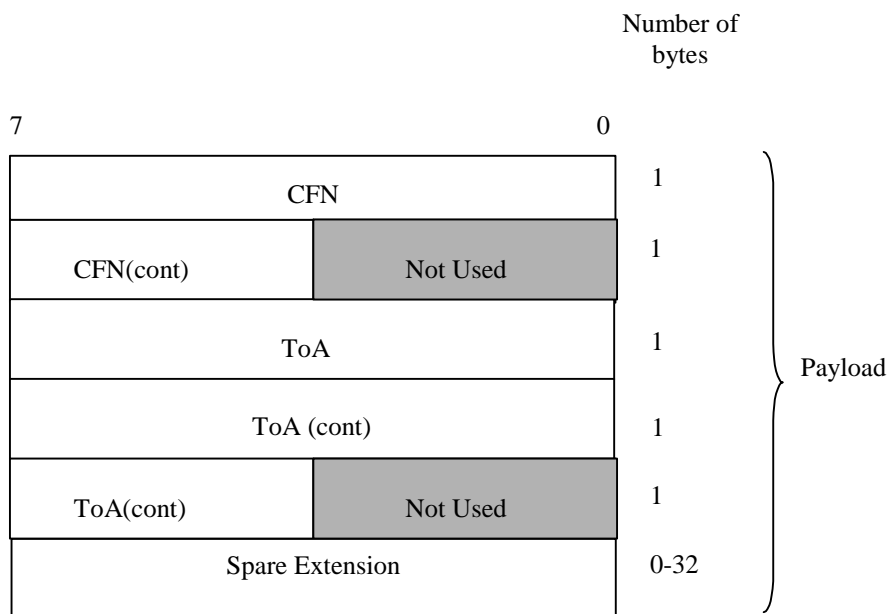 Number of
bytes
7 0
CFN 1
CFN(cont) Not Used 1
ToA 1
Payload
ToA (cont) 1
ToA(cont) Not Used 1
Spare Extension 0-32